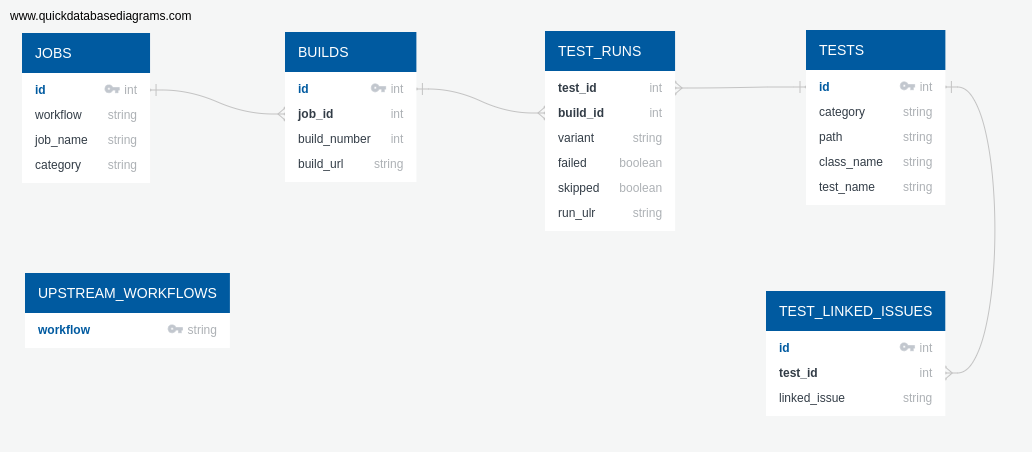 www.quickdatabasediagrams.com
JOBS
id int
workflow string
job_name string
category string
BUILDS
id int
job_id int
build_number int
build_url string
TEST_RUNS
test_id int
build_id int
variant string
failed boolean
skipped boolean
run_ulr string
TESTS
id int
category string
path string
class_name string
test_name string
UPSTREAM_WORKFLOWS
workflow string
TEST_LINKED_ISSUES
id int
test_id int
linked_issue string